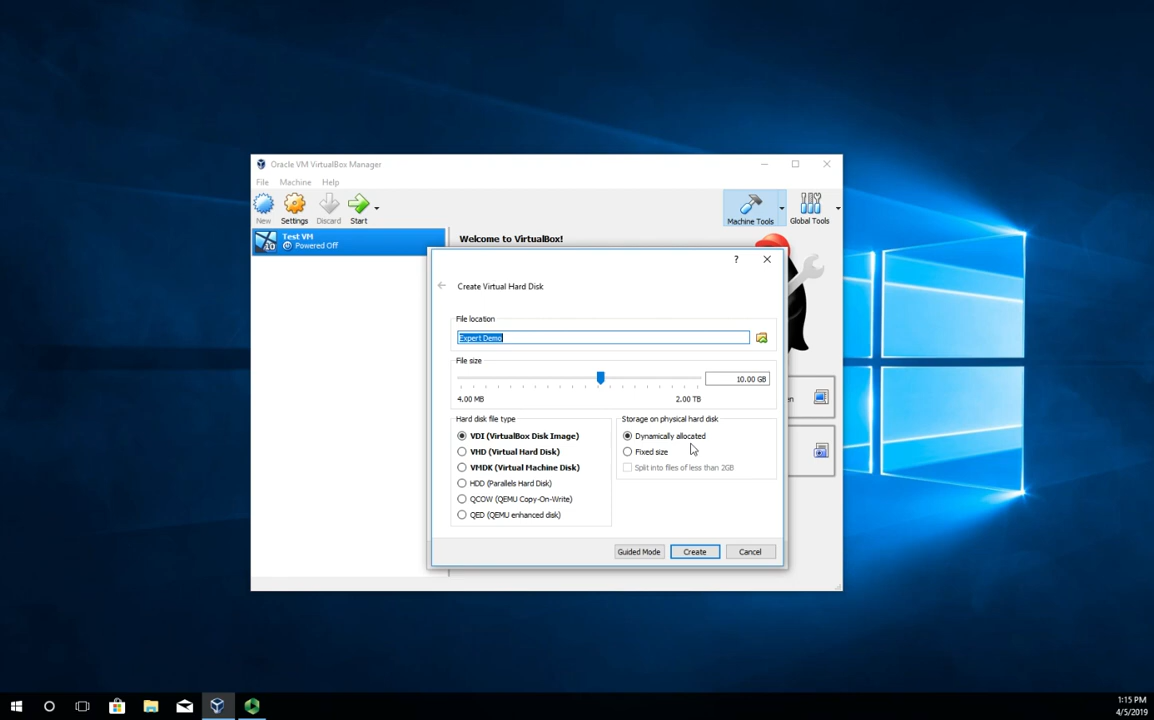 Oracle VM VirtualBox Manager
File Machine Help
New Settings Discard Start Machine Tools Global Tools
Test VM
Powered Off
Welcome to VirtualBox!
?
Create Virtual Hard Disk
File location
Expert Demo
File size
10.00 GB
4.00 MB 2.00 TB
Hard disk file type
VDI (VirtualBox Disk Image)
VHD (Virtual Hard Disk)
VMDK (Virtual Machine Disk)
HDD (Parallels Hard Disk)
QCOW (QEMU Copy-On-Write)
QED (QEMU enhanced disk)
Storage on physical hard disk
Dynamically allocated
Fixed size
Split into files of less than 2GB
Guided Mode Create Cancel
1:15 PM
4/5/2019